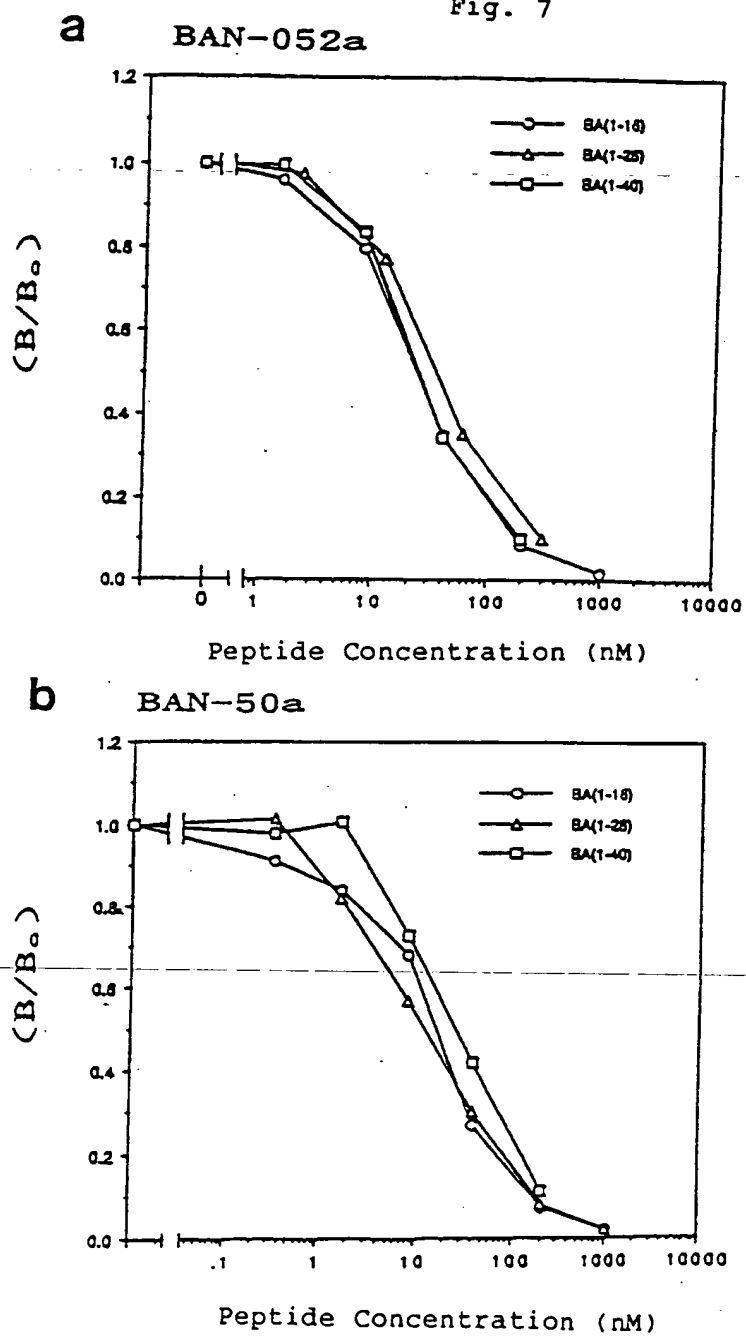 Fig. 7
a BAN-052a
1.2
1.0
0.8
0.6
0.4
0.2
0.0
(B/B₀)
BA(1-16)
BA(1-28)
BA(1-40)
0 1 10 100 1000 10000
Peptide Concentration (nM)
b BAN-50a
1.2
1.0
0.8
0.6
0.4
0.2
0.0
(B/B₀)
BA(1-16)
BA(1-28)
BA(1-40)
.1 1 10 100 1000 10000
Peptide Concentration (nM)